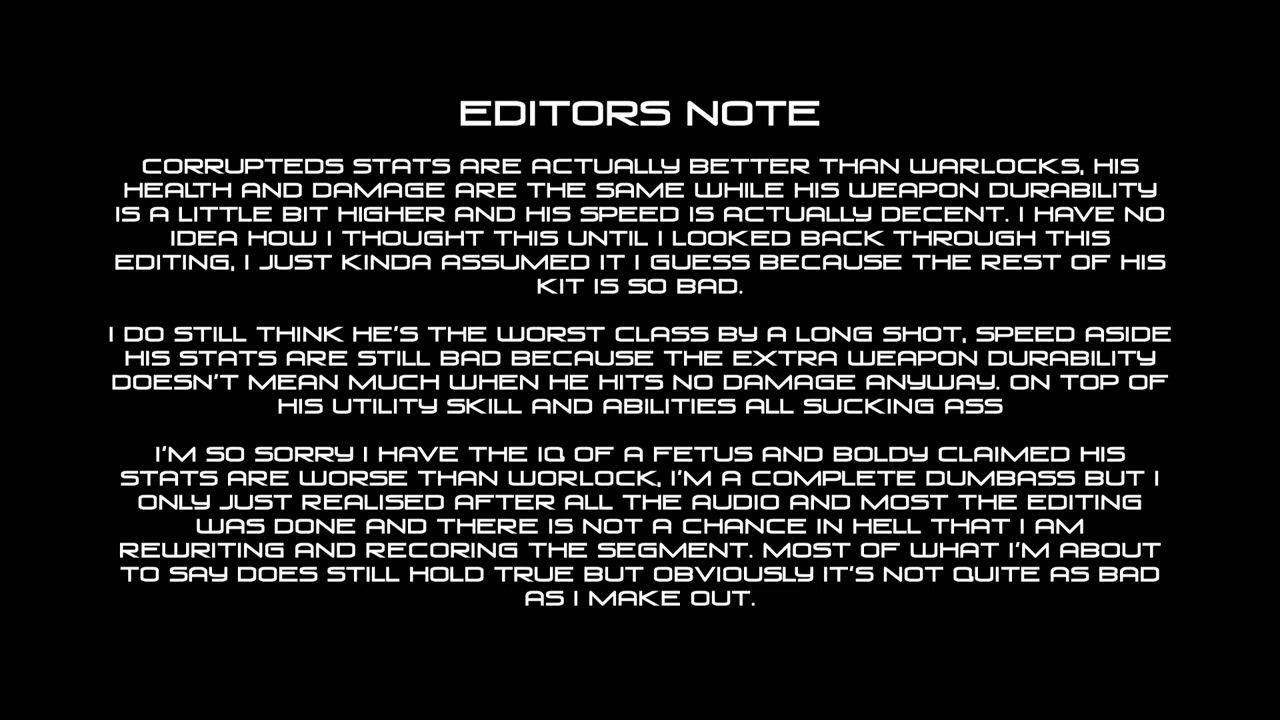 EDITORS NOTE
CORRUPTEDS STATS ARE ACTUALLY BETTER THAN WARLOCKS, HIS
HEALTH AND DAMAGE ARE THE SAME WHILE HIS WEAPON DURABILITY
IS A LITTLE BIT HIGHER AND HIS SPEED IS ACTUALLY DECENT. I HAVE NO
IDEA HOW I THOUGHT THIS UNTIL I LOOKED BACK THROUGH THIS
EDITING, I JUST KINDA ASSUMED IT I GUESS BECAUSE THE REST OF HIS
KIT IS SO BAD.
I DO STILL THINK HE'S THE WORST CLASS BY A LONG SHOT, SPEED ASIDE
HIS STATS ARE STILL BAD BECAUSE THE EXTRA WEAPON DURABILITY
DOESN'T MEAN MUCH WHEN HE HITS NO DAMAGE ANYWAY. ON TOP OF
HIS UTILITY SKILL AND ABILITIES ALL SUCKING ASS
I'M SO SORRY I HAVE THE IQ OF A FETUS AND BOLDY CLAIMED HIS
STATS ARE WORSE THAN WORLOCK, I'M A COMPLETE DUMBASS BUT I
ONLY JUST REALISED AFTER ALL THE AUDIO AND MOST THE EDITING
WAS DONE AND THERE IS NOT A CHANCE IN HELL THAT I AM
REWRITING AND RECORING THE SEGMENT. MOST OF WHAT I'M ABOUT
TO SAY DOES STILL HOLD TRUE BUT OBVIOUSLY IT'S NOT QUITE AS BAD
AS I MAKE OUT.